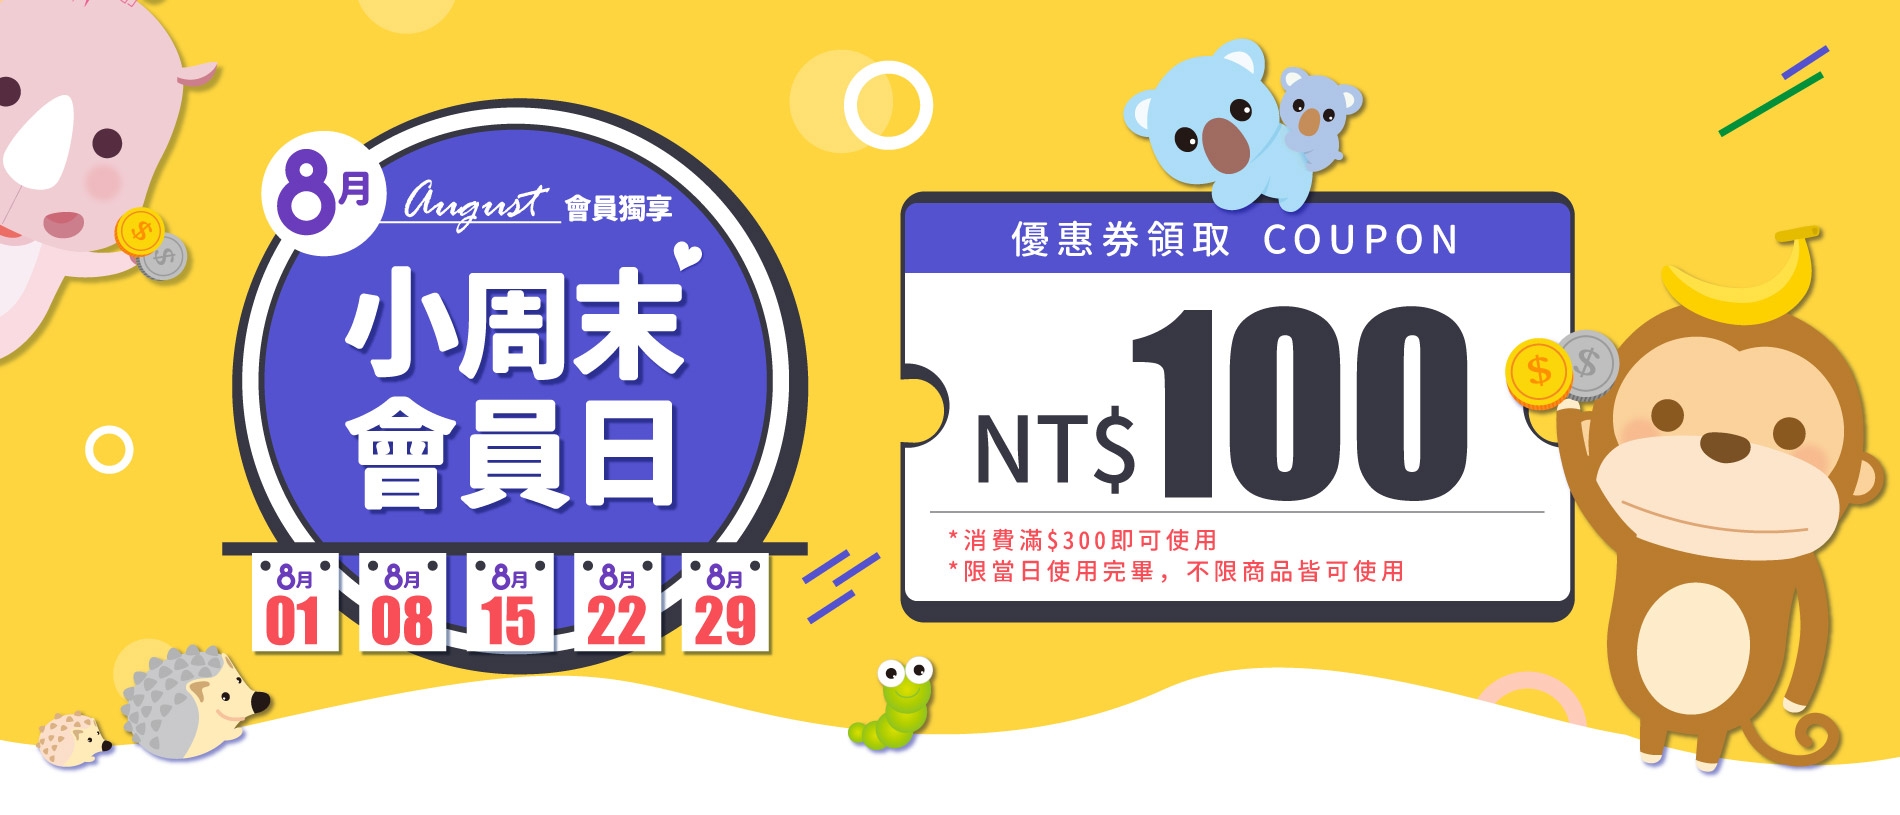 8月
August 會員獨享
小周末
會員日
8月 8月 8月 8月 8月
01 08 15 22 29
優惠券領取 COUPON
NT$100
*消費滿$300即可使用
*限當日使用完畢，不限商品皆可使用
$ $
$ $